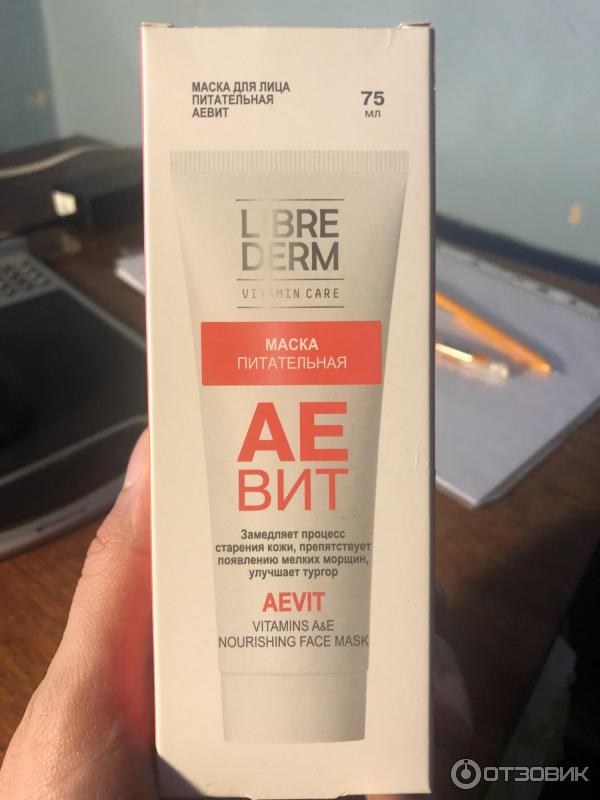 МАСКА ДЛЯ ЛИЦА
ПИТАТЕЛЬНАЯ
АЕВИТ
75
МЛ
LIBRE
DERM
VITAMIN CARE
МАСКА
ПИТАТЕЛЬНАЯ
АЕ
ВИТ
Замедляет процесс
старения кожи, препятствует
появлению мелких морщин,
улучшает тургор
AEVIT
VITAMINS A&E
NOURISHING FACE MASK
ОТЗОВИК